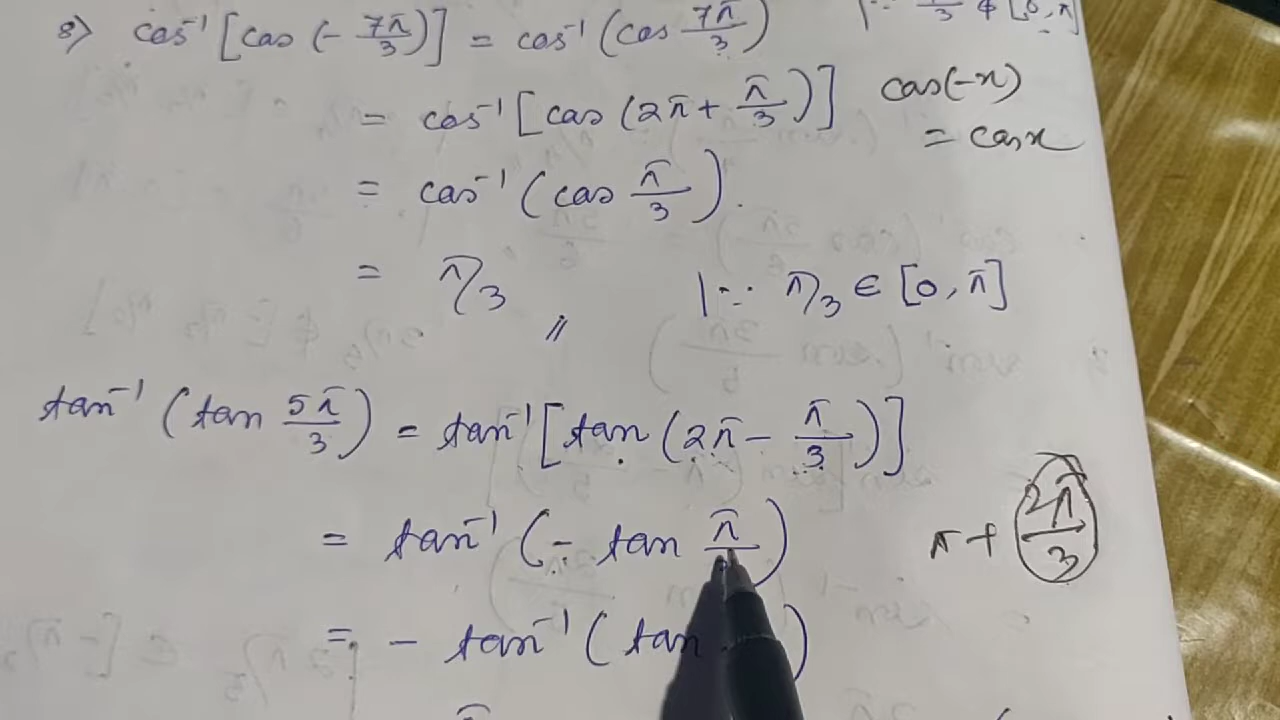 8) cos⁻¹[cos(-7π/3)] = cos⁻¹(cos 7π/3) | ∵ π/3 ∉ [0, π]
= cos⁻¹[cos(2π + π/3)] cos(-x)
= cos x
= cos⁻¹(cos π/3).
= π/3 // | ∵ π/3 ∈ [0, π]
tan⁻¹(tan 5π/3) = tan⁻¹[tan(2π - π/3)]
= tan⁻¹(- tan π/3) π + 2π/3
= - tan⁻¹(tan )